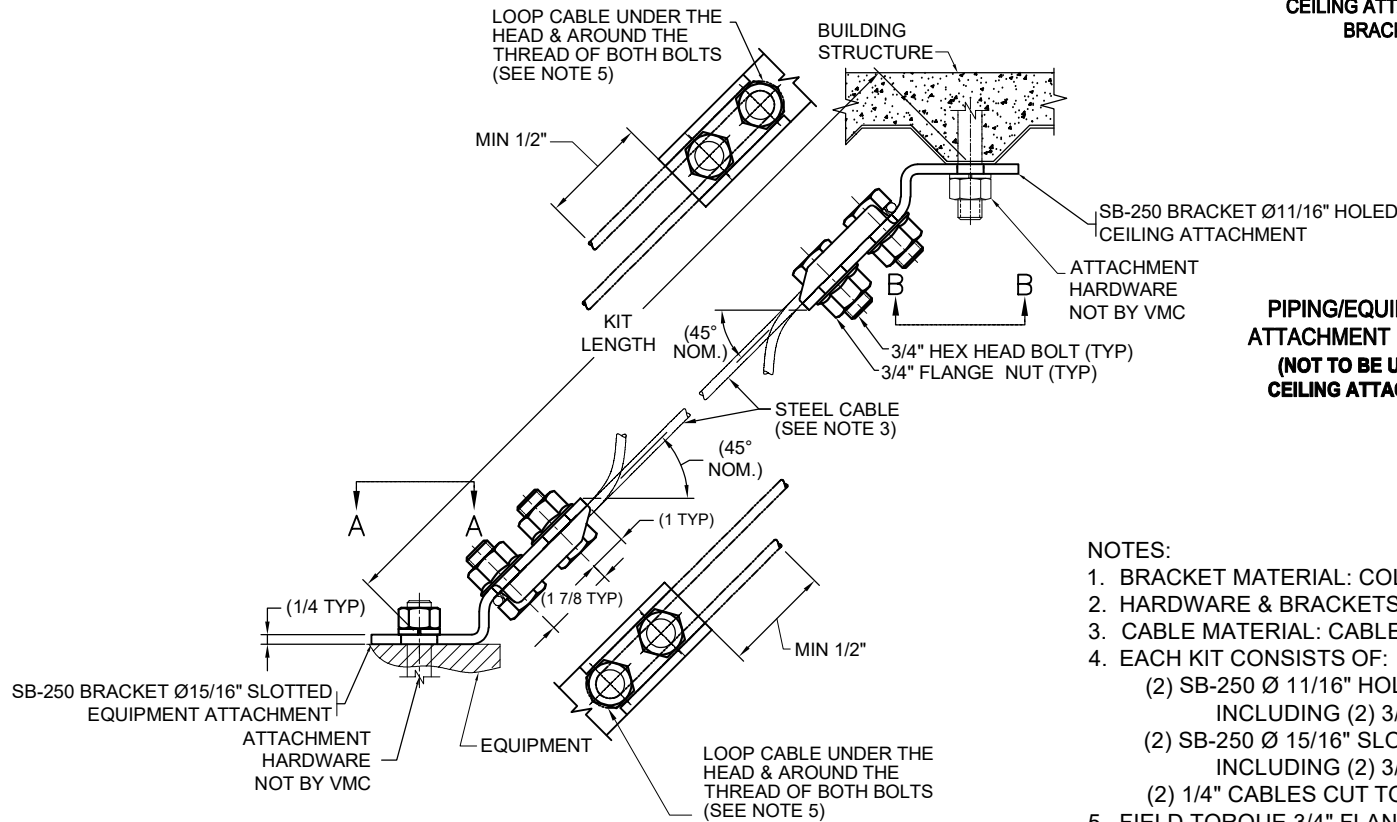 LOOP CABLE UNDER THE
HEAD & AROUND THE
THREAD OF BOTH BOLTS
(SEE NOTE 5)
BUILDING
STRUCTURE
MIN 1/2"
SB-250 BRACKET Ø11/16" HOLED
CEILING ATTACHMENT
ATTACHMENT
HARDWARE
NOT BY VMC
B
B
KIT
LENGTH
(45°
NOM.)
3/4" HEX HEAD BOLT (TYP)
3/4" FLANGE NUT (TYP)
STEEL CABLE
(SEE NOTE 3)
(45°
NOM.)
A
A
(1 TYP)
(1 7/8 TYP)
(1/4 TYP)
MIN 1/2"
SB-250 BRACKET Ø15/16" SLOTTED
EQUIPMENT ATTACHMENT
ATTACHMENT
HARDWARE
NOT BY VMC
EQUIPMENT
LOOP CABLE UNDER THE
HEAD & AROUND THE
THREAD OF BOTH BOLTS
(SEE NOTE 5)
CEILING ATT
BRAC
PIPING/EQUI
ATTACHMENT
(NOT TO BE U
CEILING ATTA
NOTES:
1. BRACKET MATERIAL: COL
2. HARDWARE & BRACKETS
3. CABLE MATERIAL: CABLE
4. EACH KIT CONSISTS OF:
(2) SB-250 Ø 11/16" HOL
INCLUDING (2) 3/
(2) SB-250 Ø 15/16" SLO
INCLUDING (2) 3/
(2) 1/4" CABLES CUT TO
5. FIELD TORQUE 3/4" FLAN